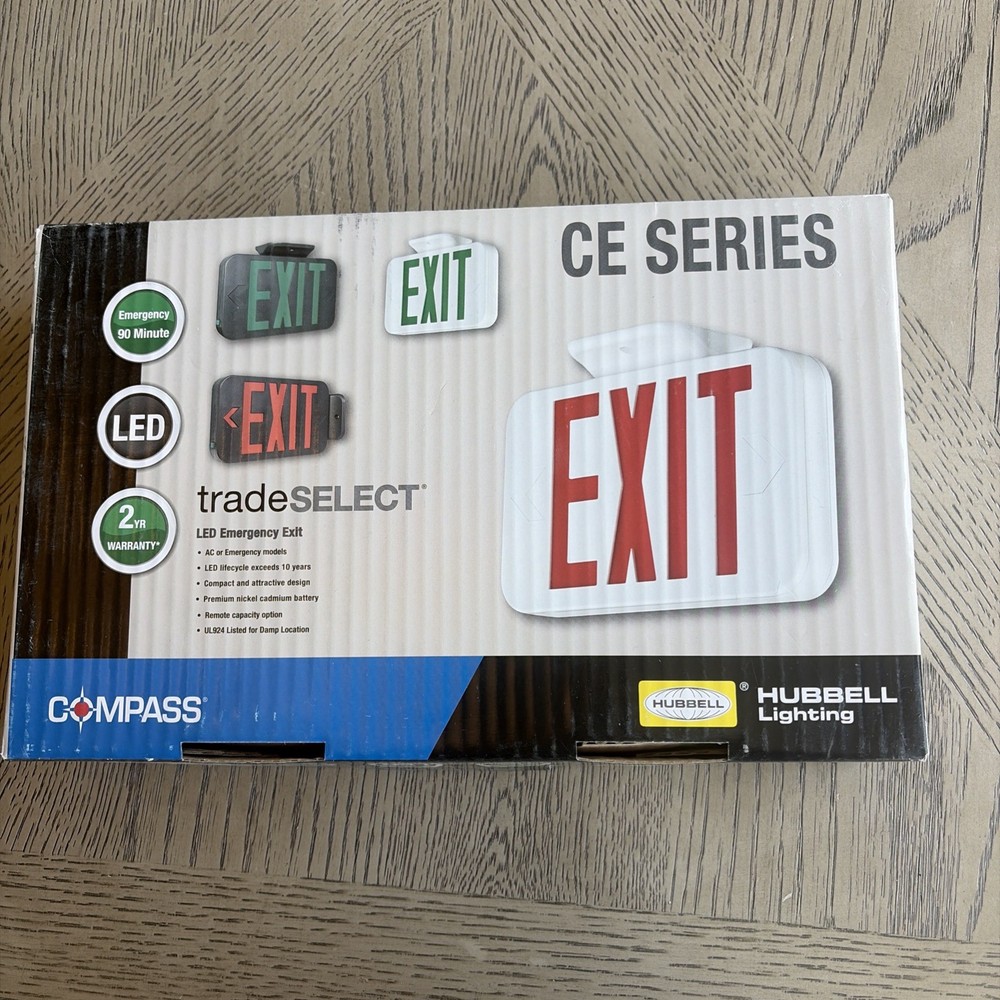 CE SERIES
EXIT
EXIT
Emergency
90 Minute
EXIT
LED
<EXIT
2YR
WARRANTY*
tradeSELECT®
LED Emergency Exit
• AC or Emergency models
• LED lifecycle exceeds 10 years
• Compact and attractive design
• Premium nickel cadmium battery
• Remote capacity option
• UL924 Listed for Damp Location
COMPASS®
HUBBELL®
HUBBELL
Lighting